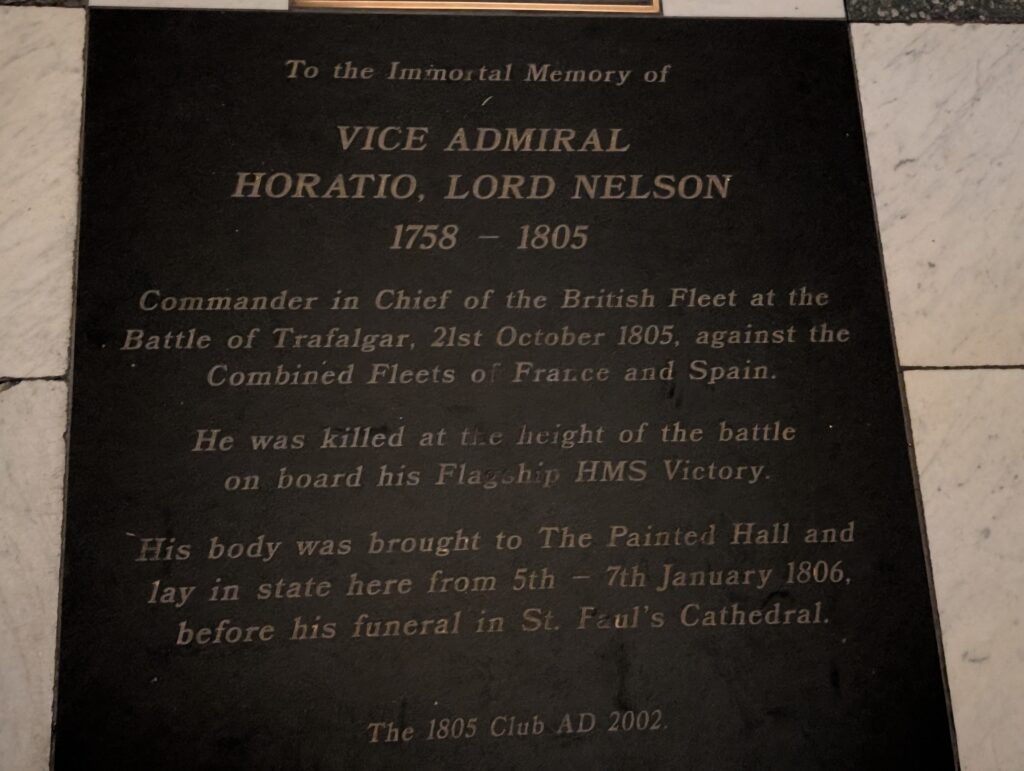 To the Immortal Memory of
VICE ADMIRAL
HORATIO, LORD NELSON
1758 – 1805
Commander in Chief of the British Fleet at the
Battle of Trafalgar, 21st October 1805, against the
Combined Fleets of France and Spain.
He was killed at the height of the battle
on board his Flagship HMS Victory.
His body was brought to The Painted Hall and
lay in state here from 5th – 7th January 1806,
before his funeral in St. Paul's Cathedral.
The 1805 Club AD 2002.